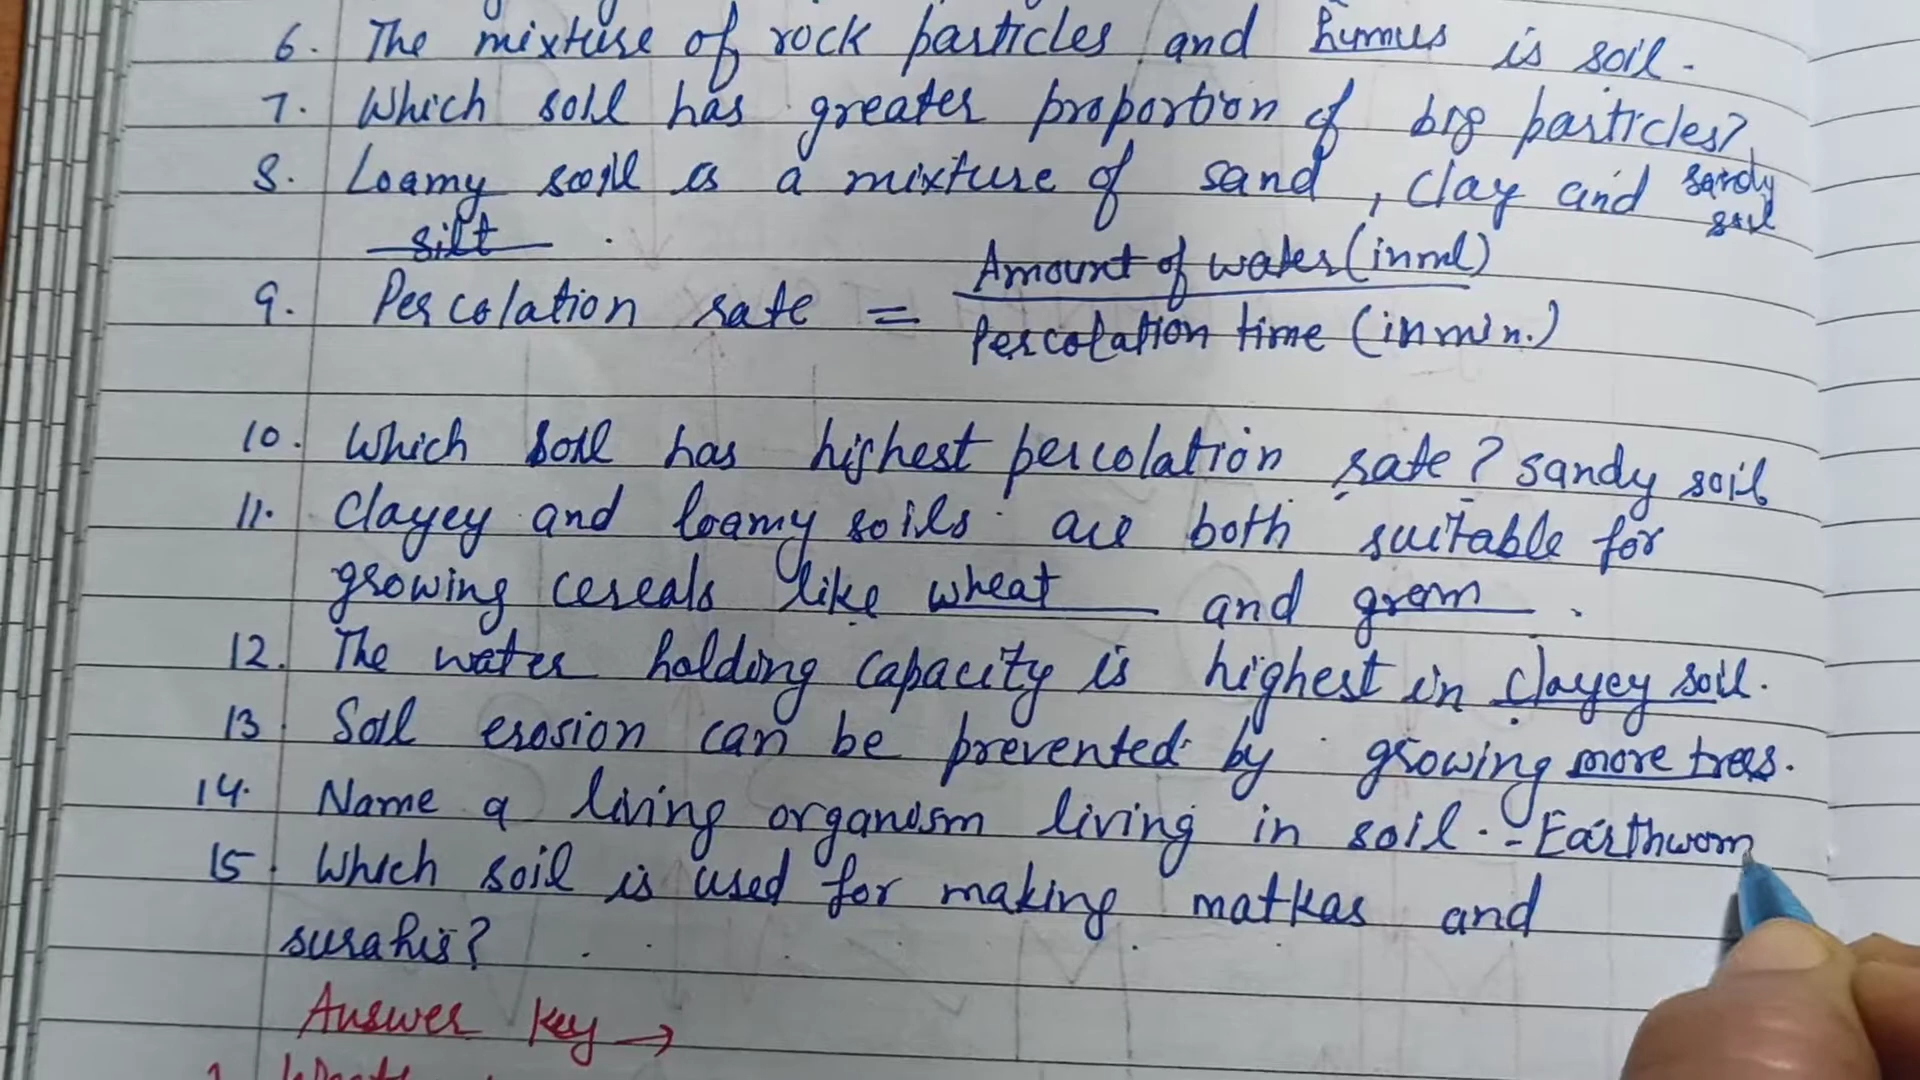 6. The mixture of rock particles and humus is soil.
7. Which soil has greater proportion of big particles?
sandy soil
8. Loamy soil is a mixture of sand, clay and
silt.
9. Percolation rate = Amount of water (in ml)
Percolation time (in min.)
10. Which soil has highest percolation rate? sandy soil
11. Clayey and loamy soils are both suitable for
growing cereals like wheat and grem.
12. The water holding capacity is highest in clayey soil.
13. Soil erosion can be prevented by growing more trees.
14. Name a living organism living in soil. - Earthworm
15. Which soil is used for making matkas and
surahis?
Answer key →